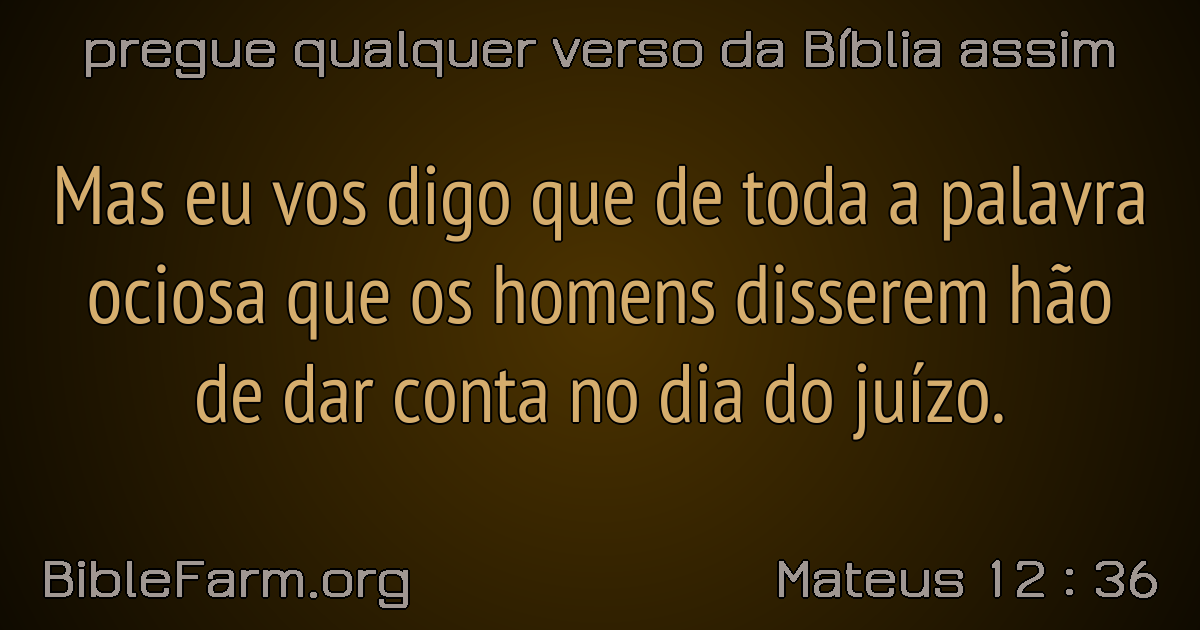 pregue qualquer verso da Bíblia assim
Mas eu vos digo que de toda a palavra
ociosa que os homens disserem hão
de dar conta no dia do juízo.
BibleFarm.org
Mateus 12 : 36